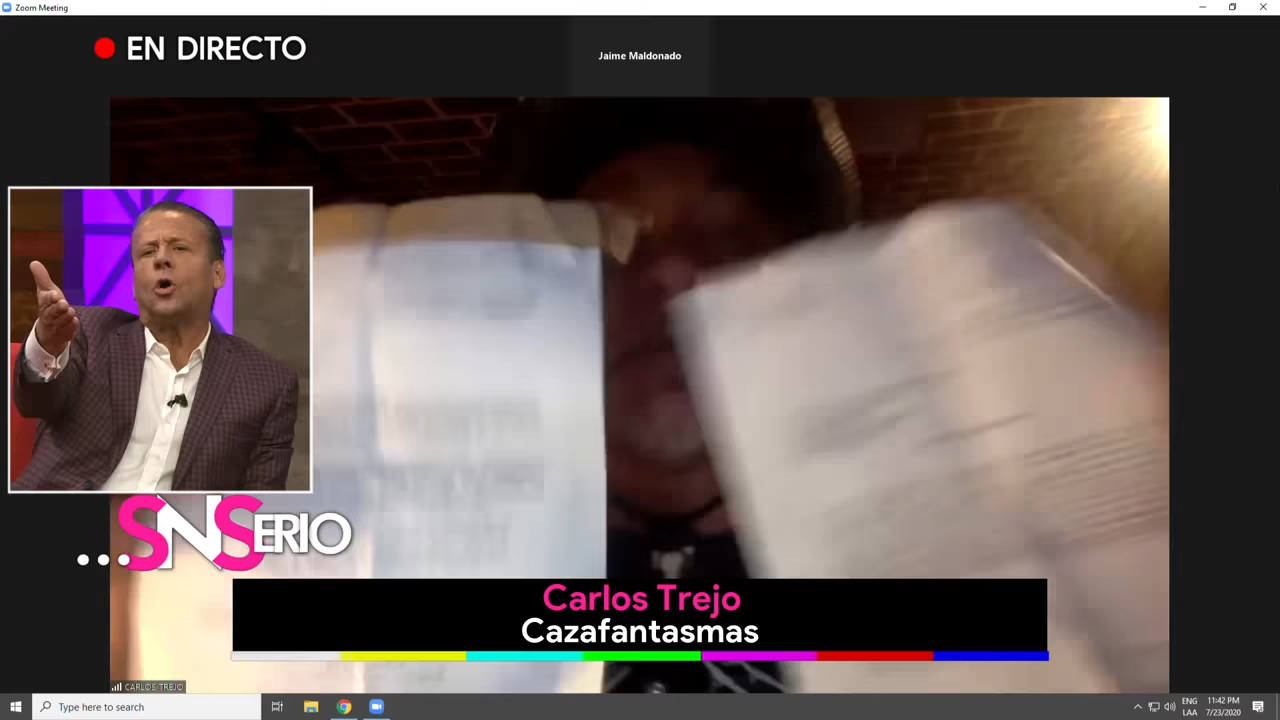 Zoom Meeting
EN DIRECTO
Jaime Maldonado
...SNSERIO
Carlos Trejo
Cazafantasmas
CARLOS TREJO
Type here to search
ENG
LAA
11:42 PM
7/23/2020